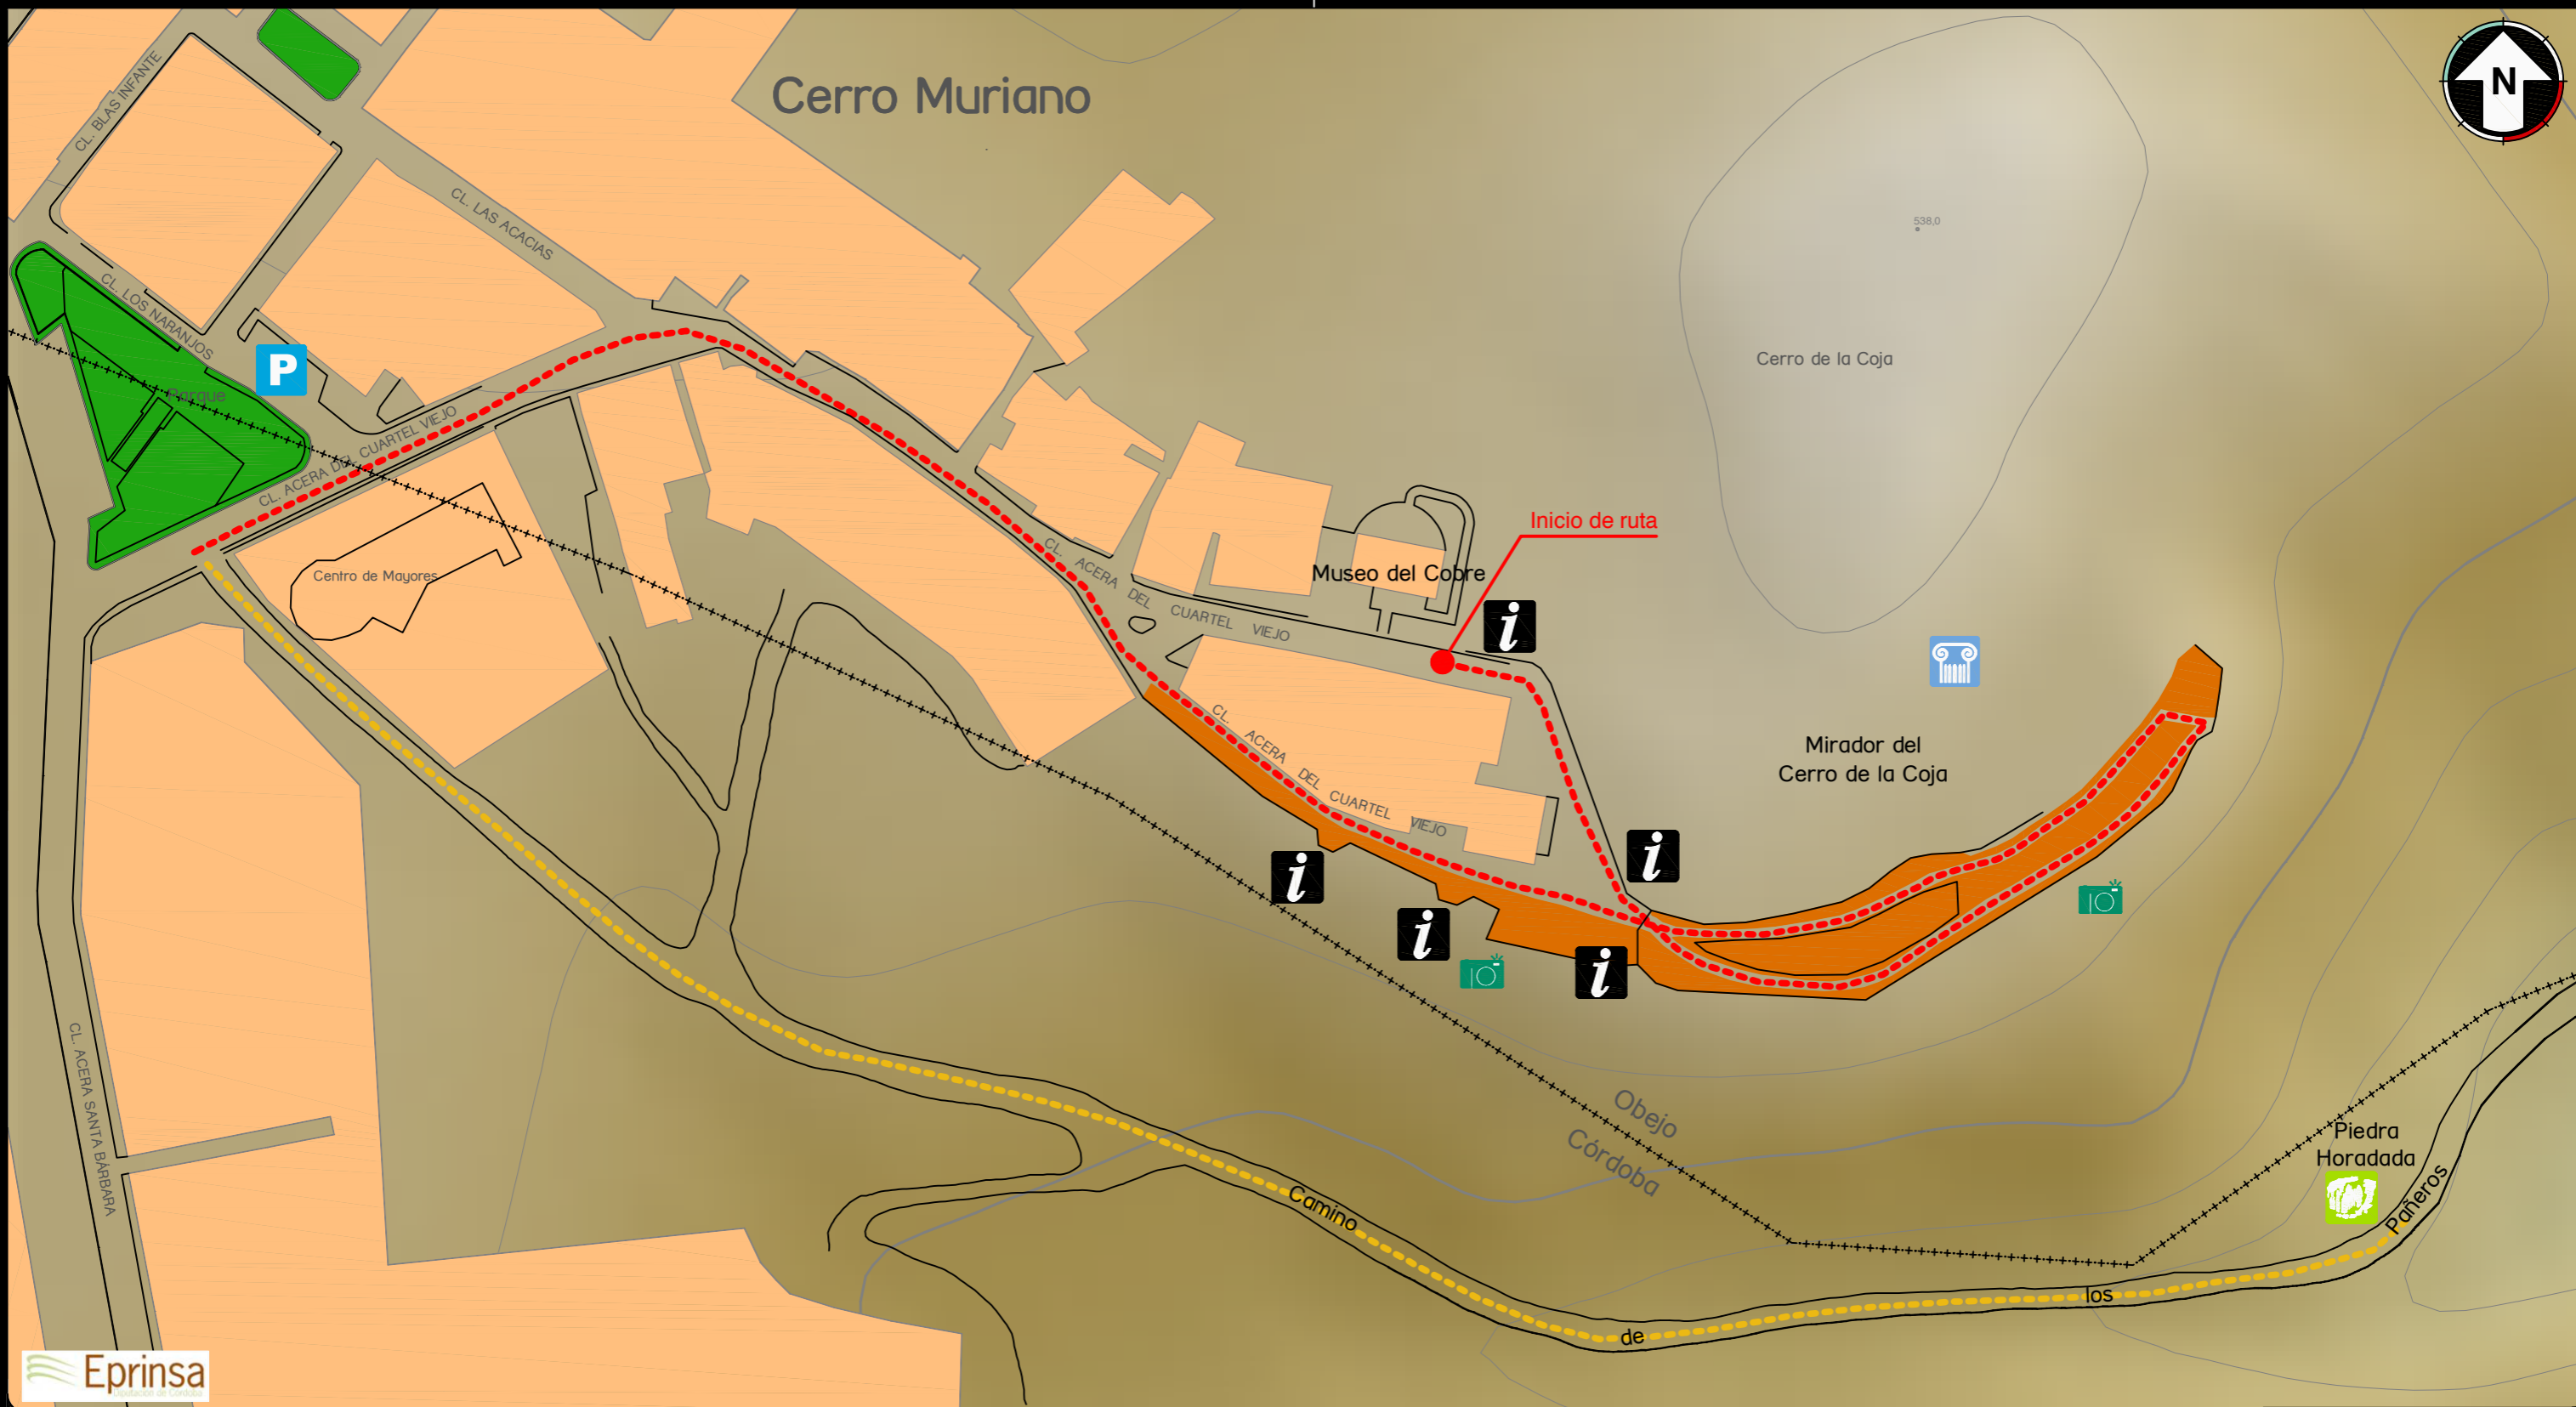 Cerro Muriano
N
CL. BLAS INFANTE
CL. LAS ACACIAS
538,0
CL. LOS NARANJOS
Cerro de la Coja
P
Parque
CL. ACERA DEL CUARTEL VIEJO
Inicio de ruta
Centro de Mayores
Museo del Cobre
CL. ACERA DEL CUARTEL VIEJO
i
CL. ACERA DEL CUARTEL VIEJO
Mirador del
Cerro de la Coja
i
i
i
i
CL. ACERA SANTA BÁRBARA
Obejo
Córdoba
Piedra
Horadada
Camino de los Pañeros
Eprinsa
Diputación de Córdoba